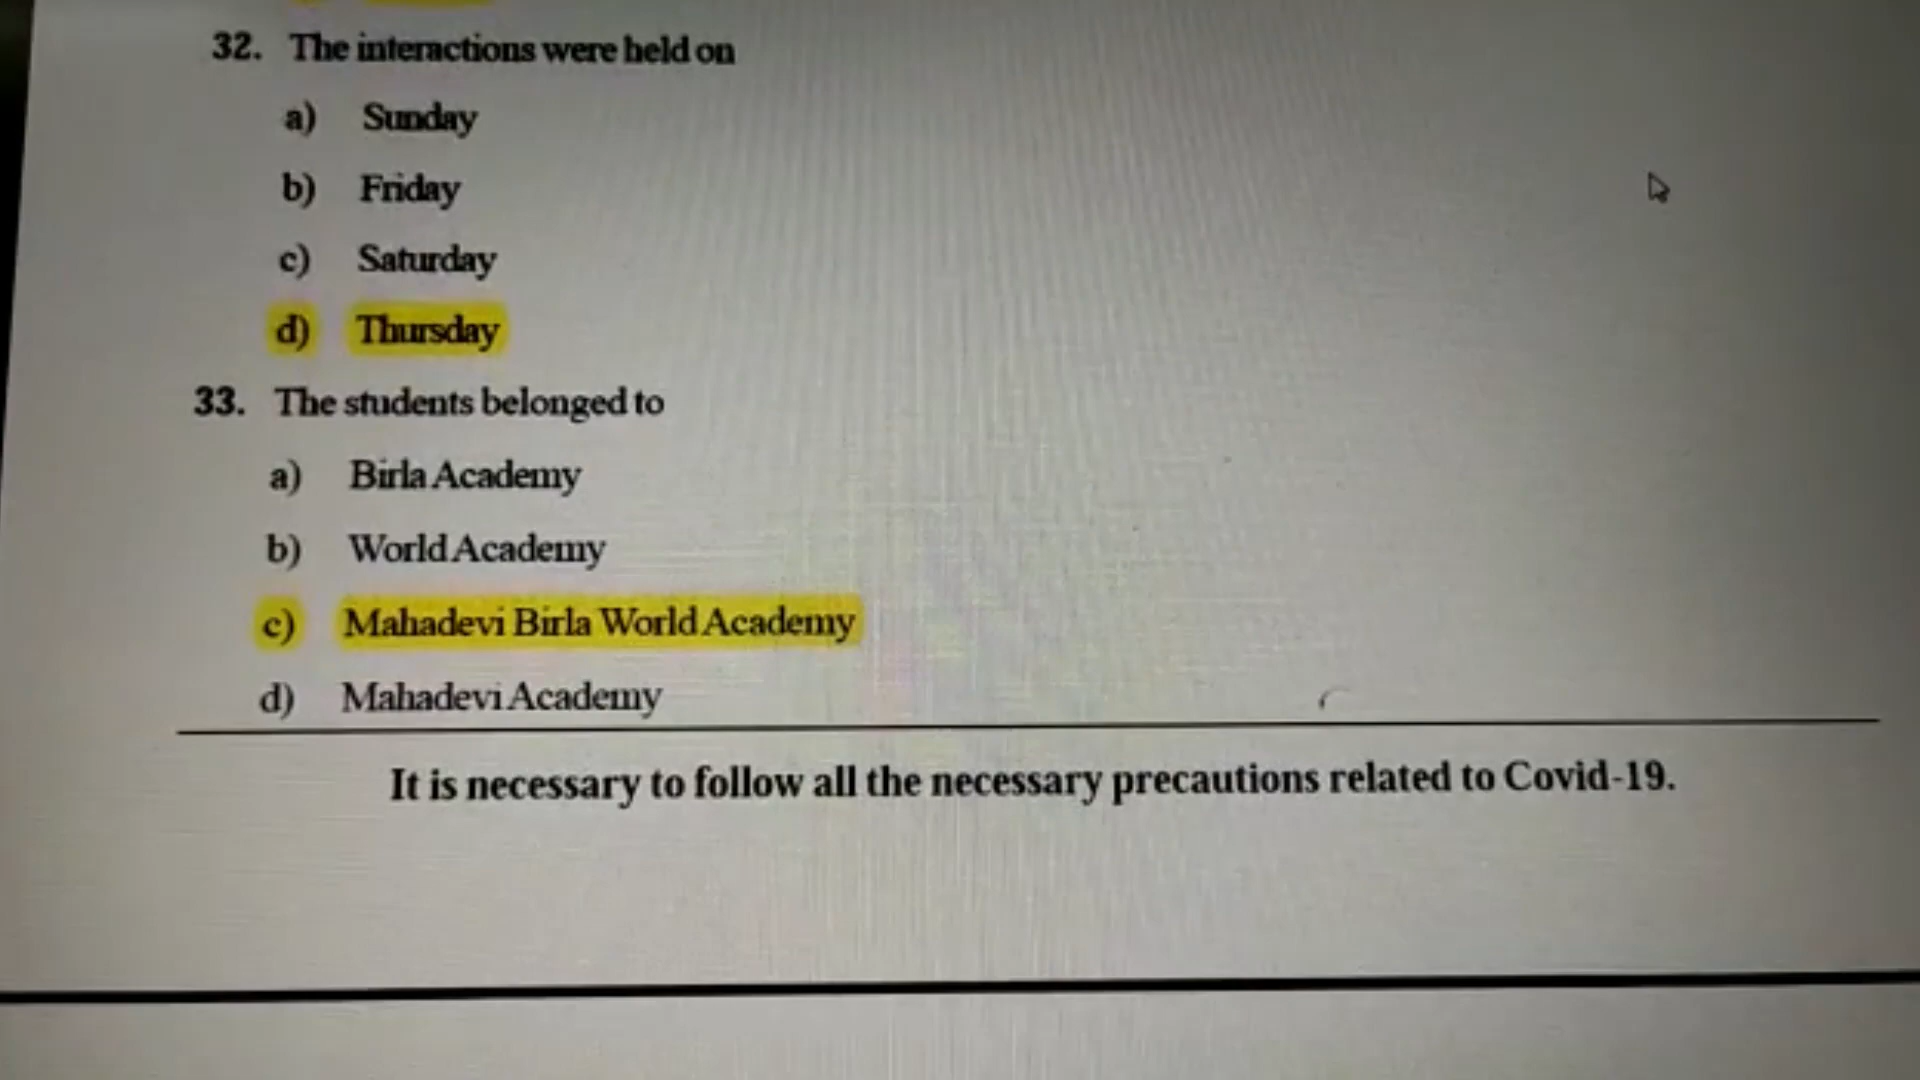 32. The interactions were held on
a) Sunday
b) Friday
c) Saturday
d) Thursday
33. The students belonged to
a) Birla Academy
b) World Academy
c) Mahadevi Birla World Academy
d) Mahadevi Academy
It is necessary to follow all the necessary precautions related to Covid-19.